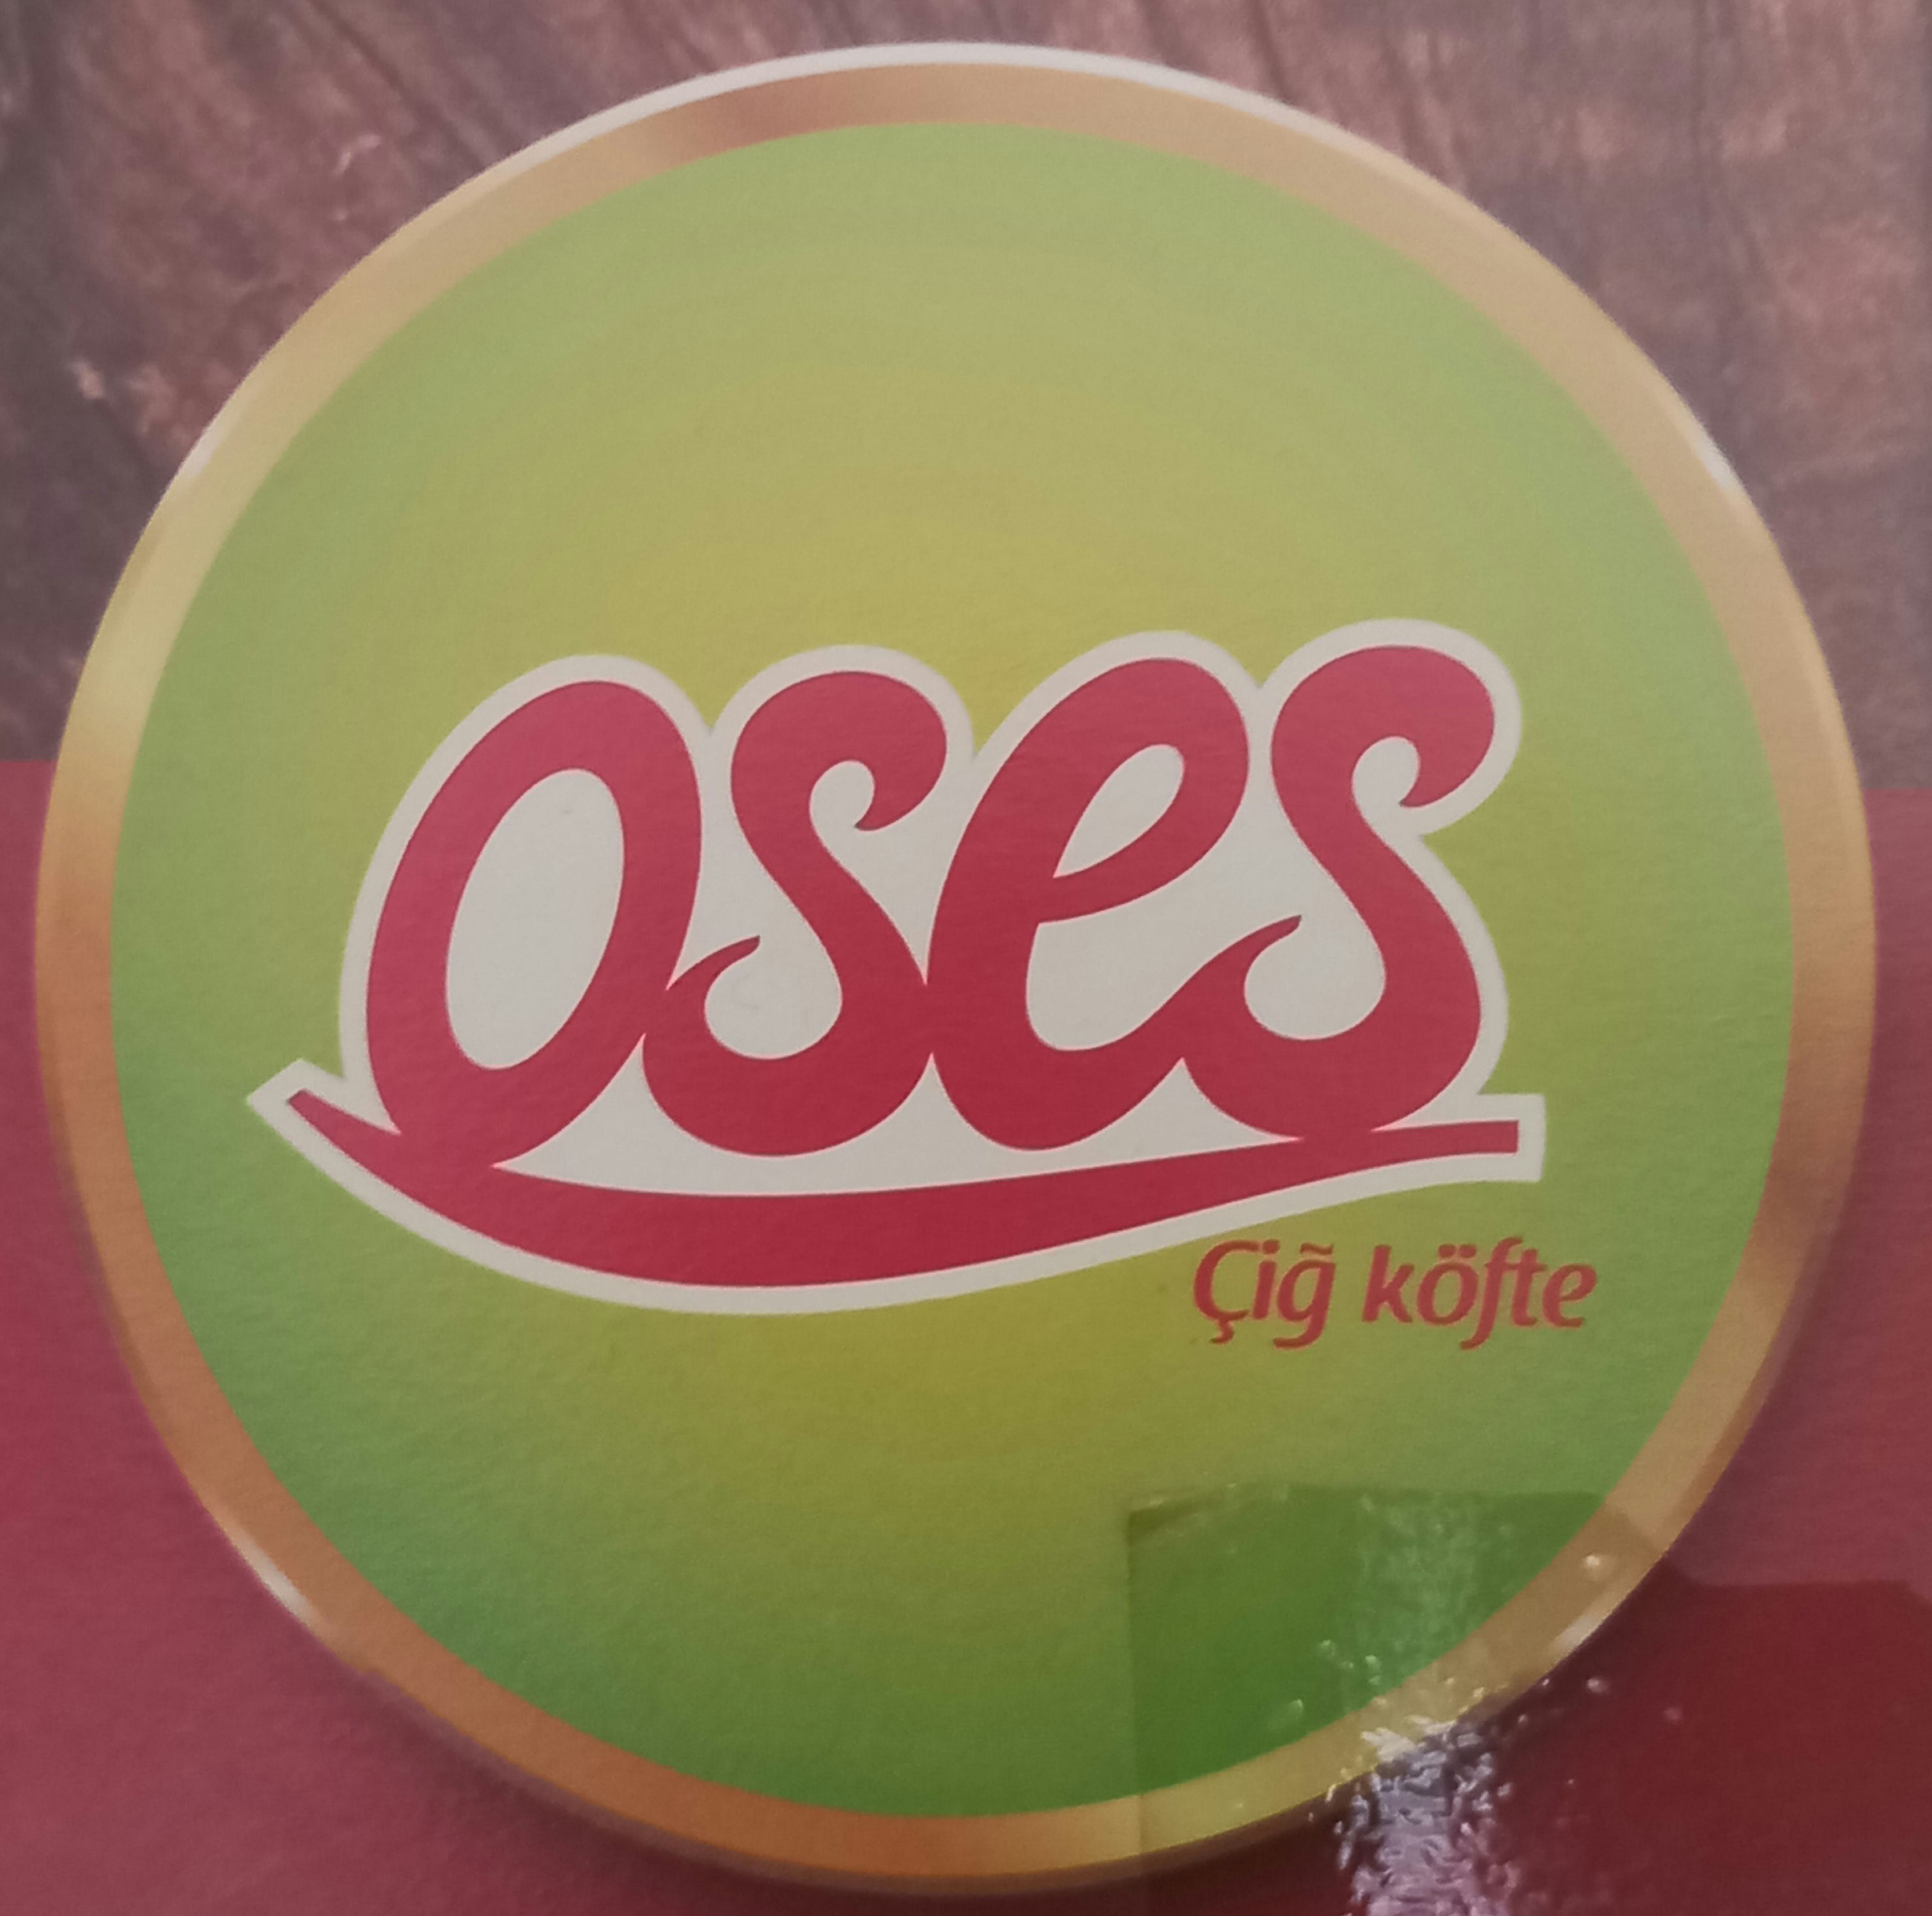 Oses
Çiğ köfte